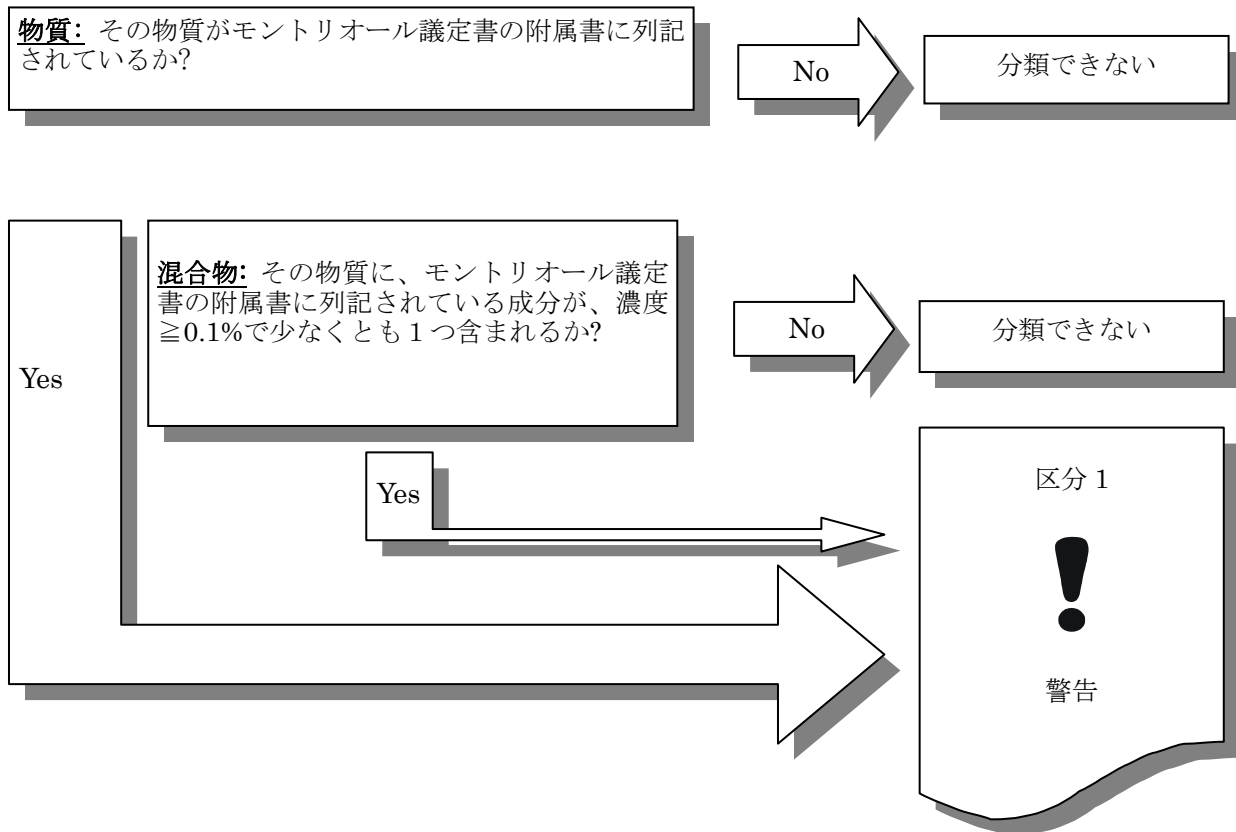 物質: その物質がモントリオール議定書の附属書に列記
されているか?
No
分類できない
Yes
混合物: その物質に、モントリオール議定
書の附属書に列記されている成分が、濃度
≧0.1%で少なくとも１つ含まれるか?
No
分類できない
Yes
区分 1
!
警告